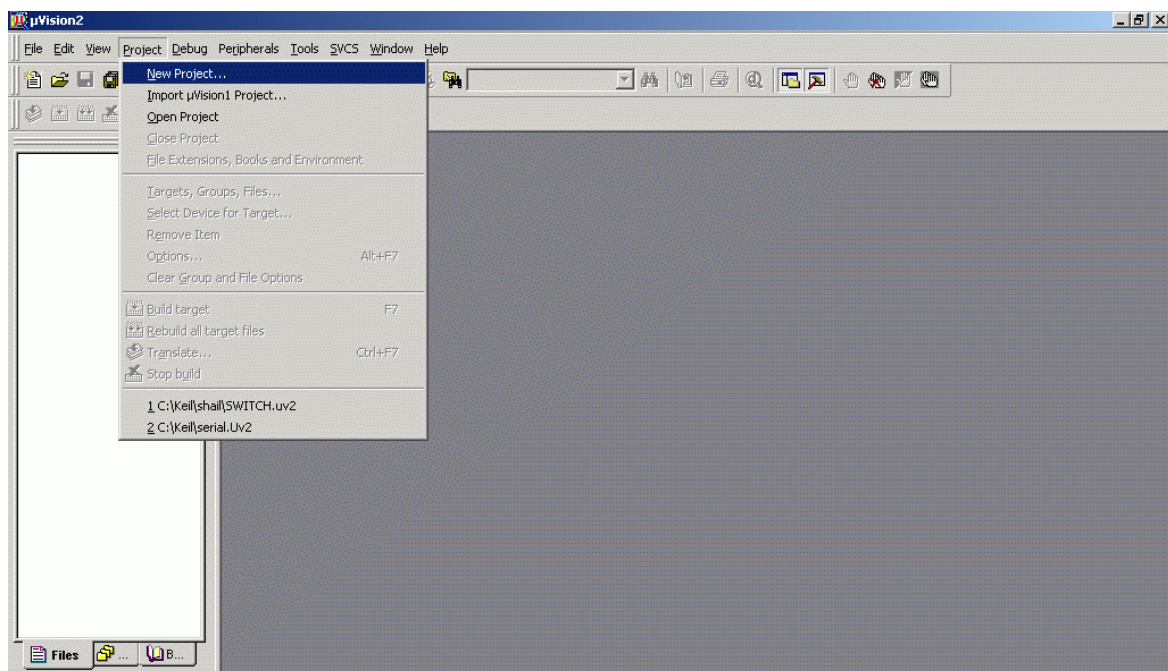 µVision2
File Edit View Project Debug Peripherals Tools SVCS Window Help
New Project...
Import µVision1 Project...
Open Project
Close Project
File Extensions, Books and Environment
Targets, Groups, Files...
Select Device for Target...
Remove Item
Options... Alt+F7
Clear Group and File Options
Build target F7
Rebuild all target files
Translate... Ctrl+F7
Stop build
1 C:\Keil\shail\SWITCH.uv2
2 C:\Keil\serial.Uv2
Files ... B...